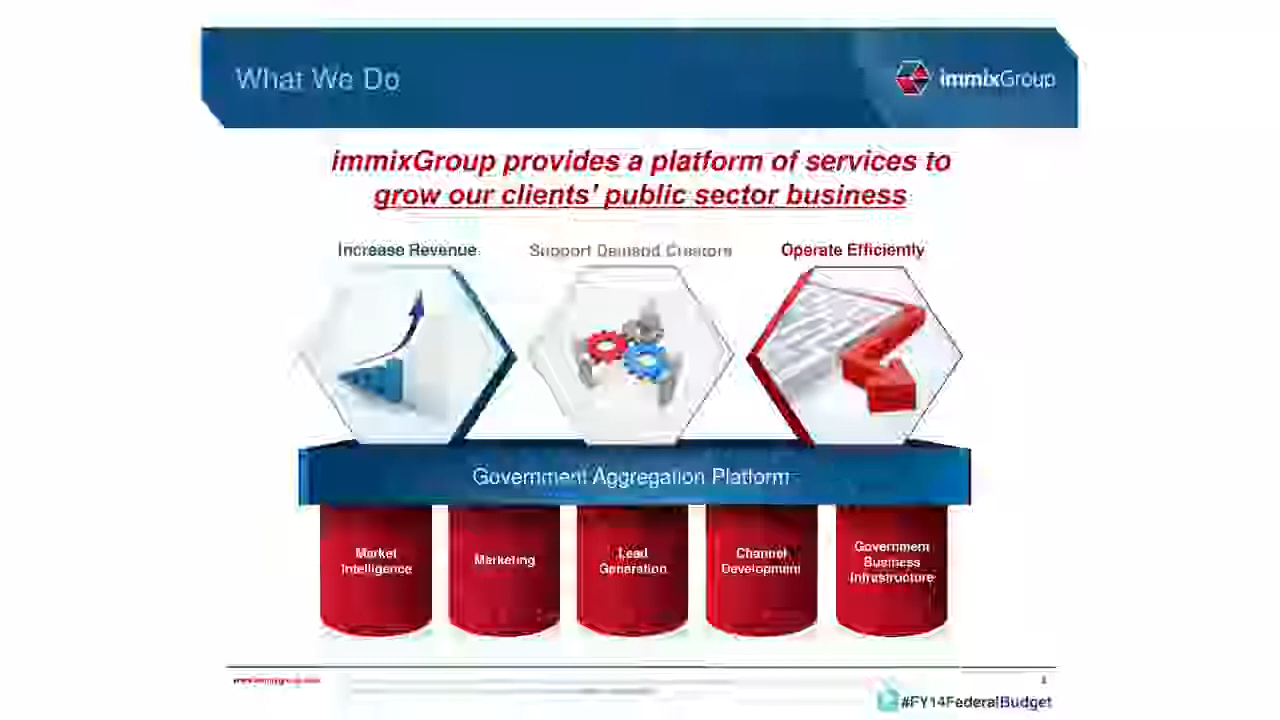 What We Do
immixGroup
immixGroup provides a platform of services to
grow our clients' public sector business
Increase Revenue
Support Demand Creators
Operate Efficiently
Government Aggregation Platform
Market
Intelligence
Marketing
Lead
Generation
Channel
Development
Government
Business
Infrastructure
#FY14FederalBudget